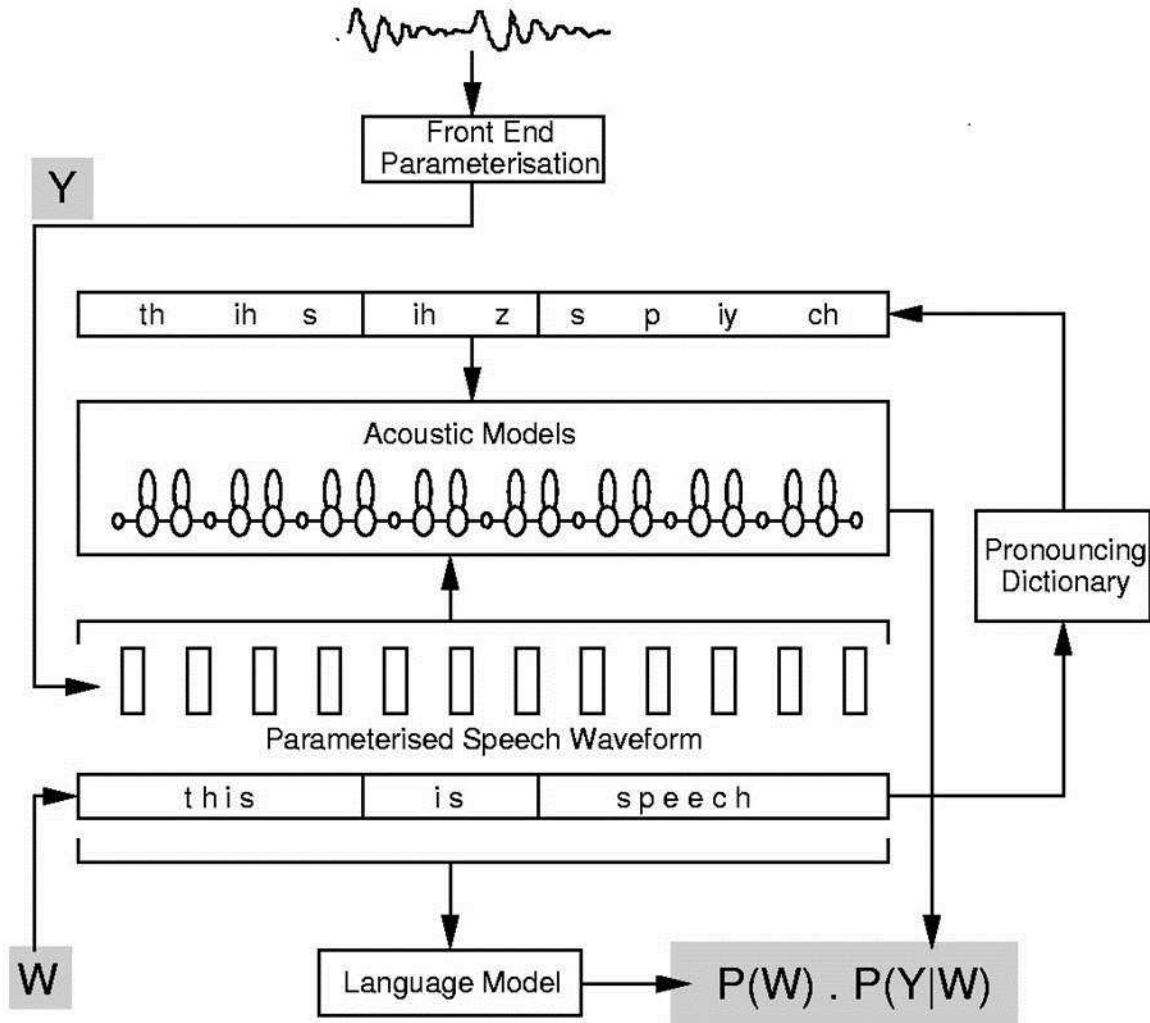 Front End
Parameterisation
Y
th ih s ih z s p iy ch
Acoustic Models
Pronouncing
Dictionary
Parameterised Speech Waveform
this is speech
W
Language Model
P(W) . P(Y|W)